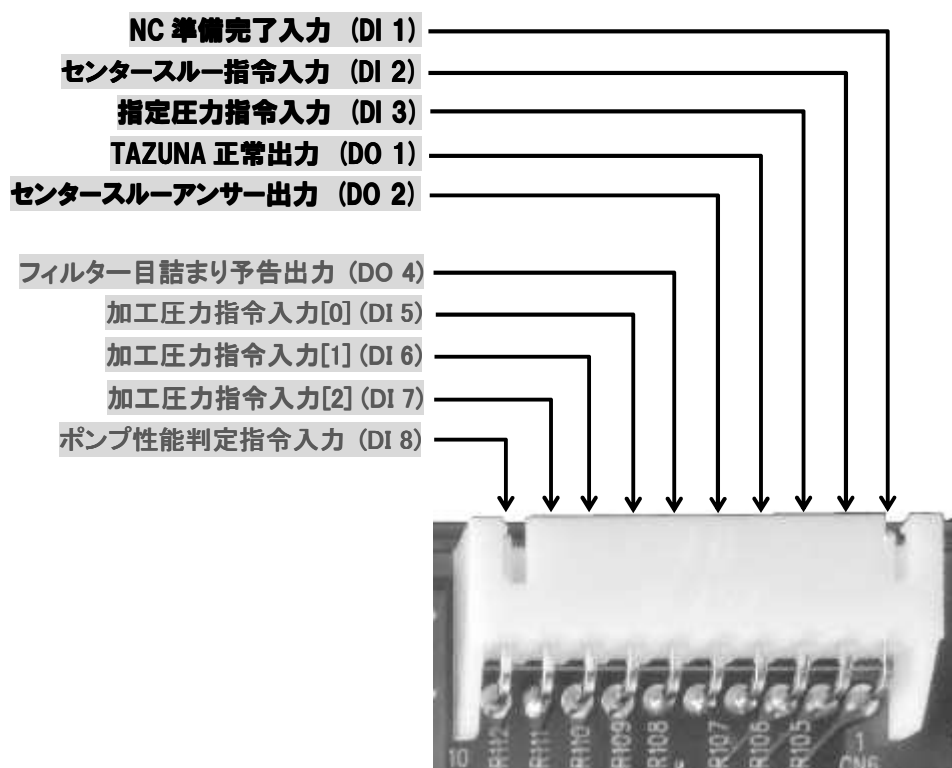 NC 準備完了入力 (DI 1)
センタースルー指令入力 (DI 2)
指定圧力指令入力 (DI 3)
TAZUNA 正常出力 (DO 1)
センタースルーアンサー出力 (DO 2)
フィルター目詰まり予告出力 (DO 4)
加工圧力指令入力[0] (DI 5)
加工圧力指令入力[1] (DI 6)
加工圧力指令入力[2] (DI 7)
ポンプ性能判定指令入力 (DI 8)
10
R112
R111
R110
R109
R108
R107
R106
R105
1
CN6